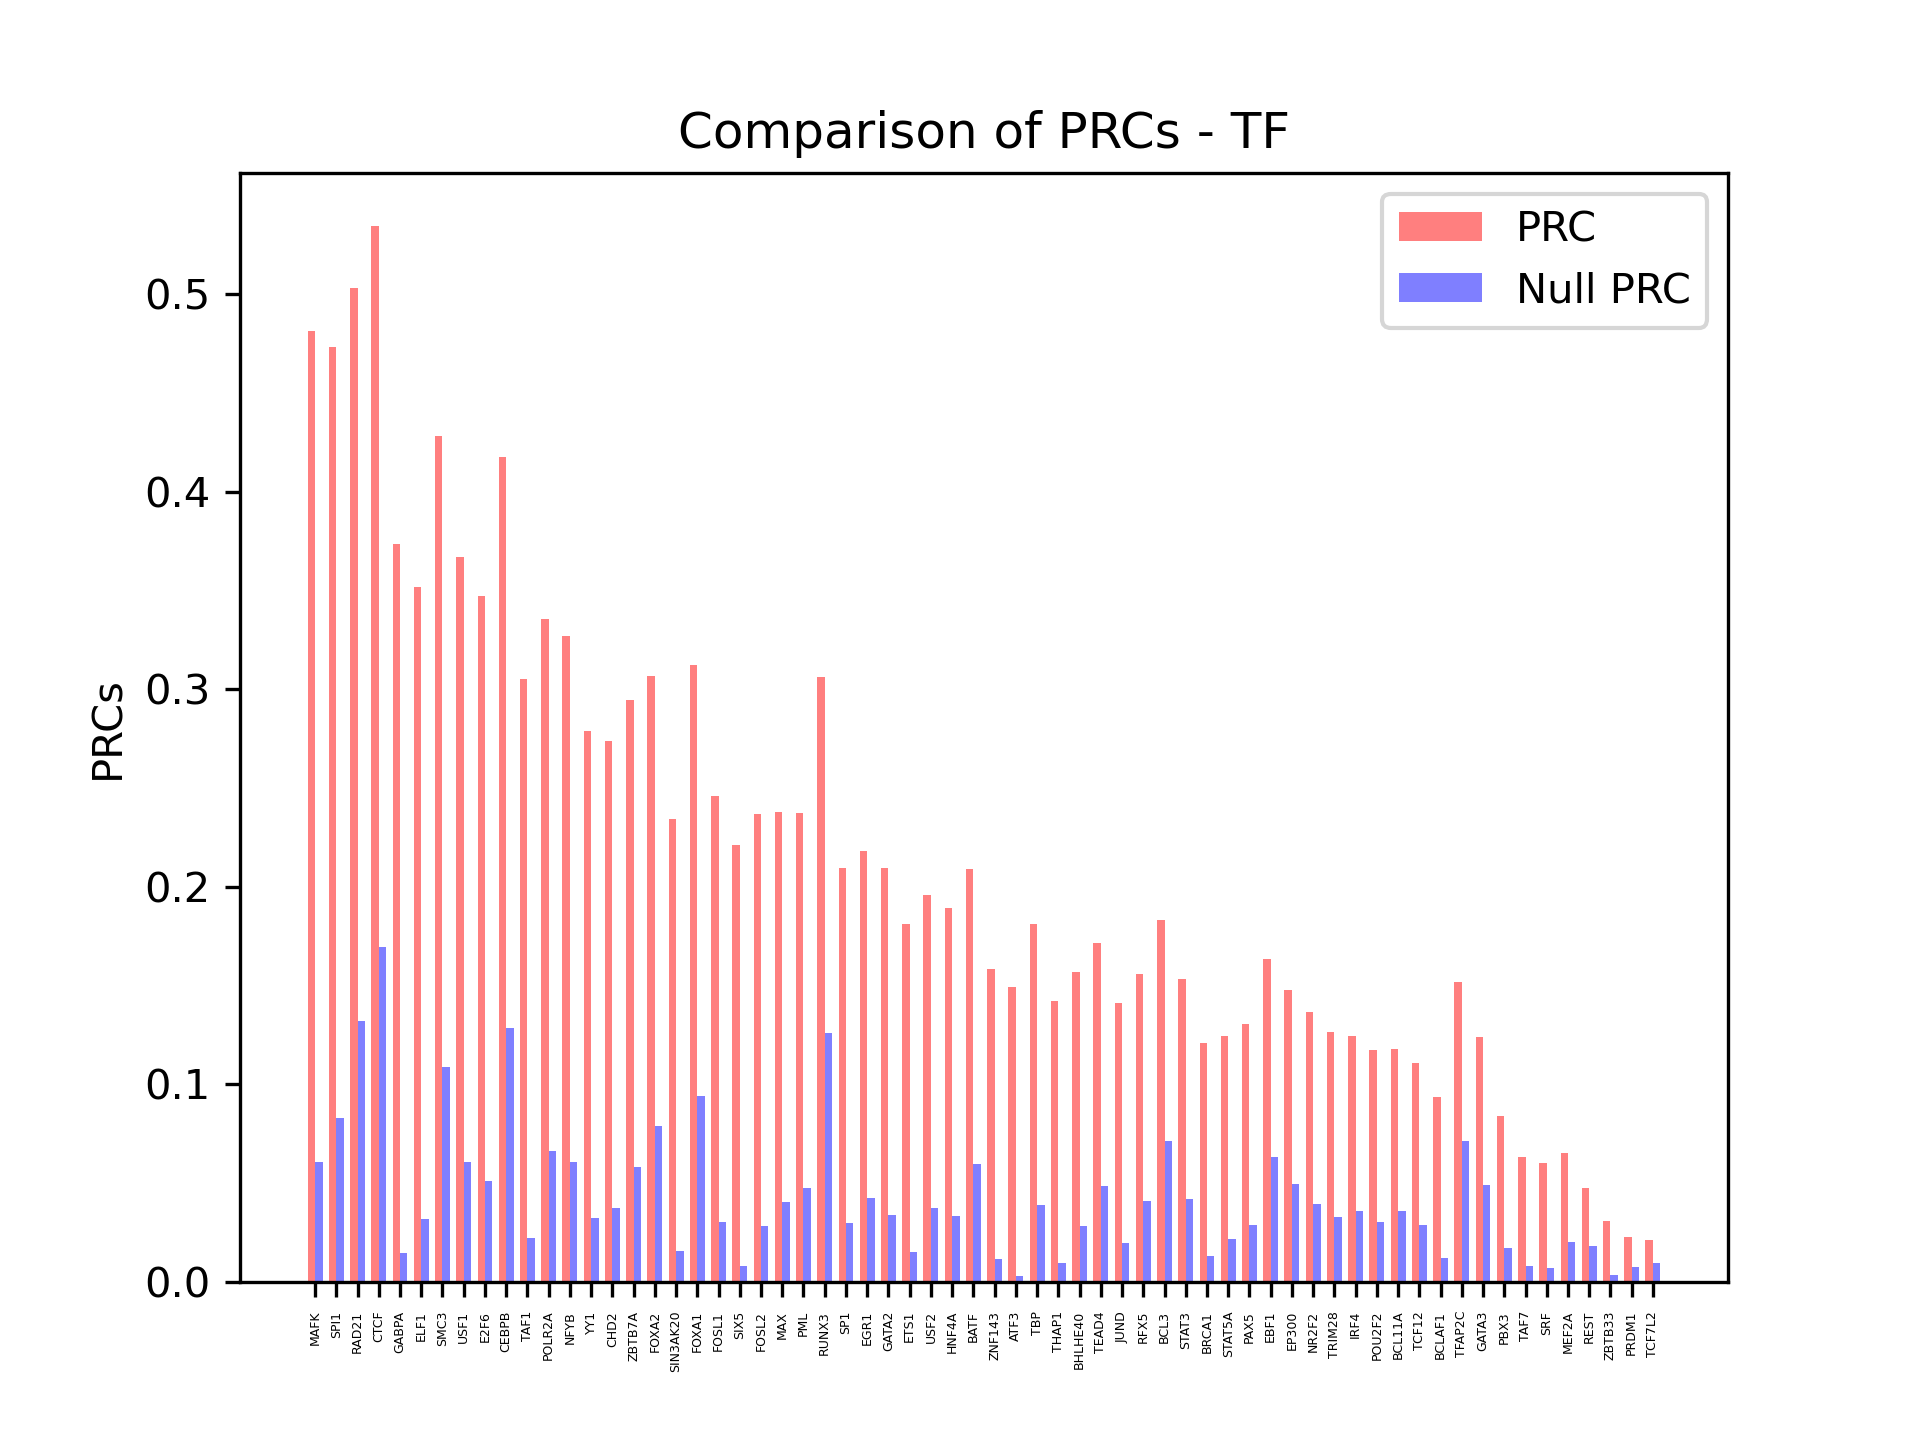 Comparison of PRCs - TF
PRC
Null PRC
PRCs
0.5
0.4
0.3
0.2
0.1
0.0
MAFK
SPI1
RAD21
CTCF
GABPA
ELF1
SMC3
USF1
E2F6
CEBPB
TAF1
POLR2A
NFYB
YY1
CHD2
ZBTB7A
FOXA2
SIN3AK20
FOXA1
FOSL1
SIX5
FOSL2
MAX
PML
RUNX3
SP1
EGR1
GATA2
ETS1
USF2
HNF4A
BATF
ZNF143
ATF3
TBP
THAP1
BHLHE40
TEAD4
JUND
RFX5
BCL3
STAT3
BRCA1
STAT5A
PAX5
EBF1
EP300
NR2F2
TRIM28
IRF4
POU2F2
BCL11A
TCF12
BCLAF1
TFAP2C
GATA3
PBX3
TAF7
SRF
MEF2A
REST
ZBTB33
PRDM1
TCF7L2